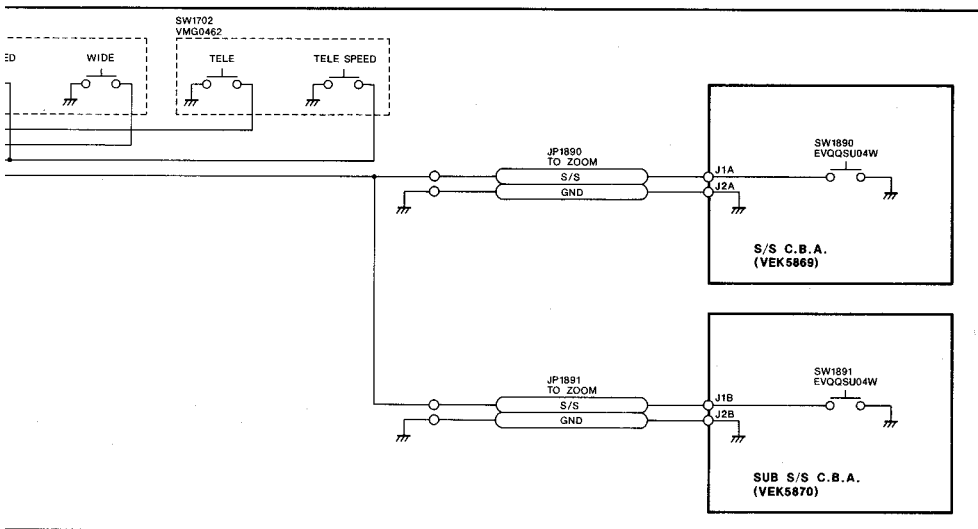 SW1702
VMG0462
ED
WIDE
TELE
TELE SPEED
JP1890
TO ZOOM
S/S
GND
J1A
J2A
SW1890
EVQQSU04W
S/S C.B.A.
(VEK5869)
JP1891
TO ZOOM
S/S
GND
J1B
J2B
SW1891
EVQQSU04W
SUB S/S C.B.A.
(VEK5870)